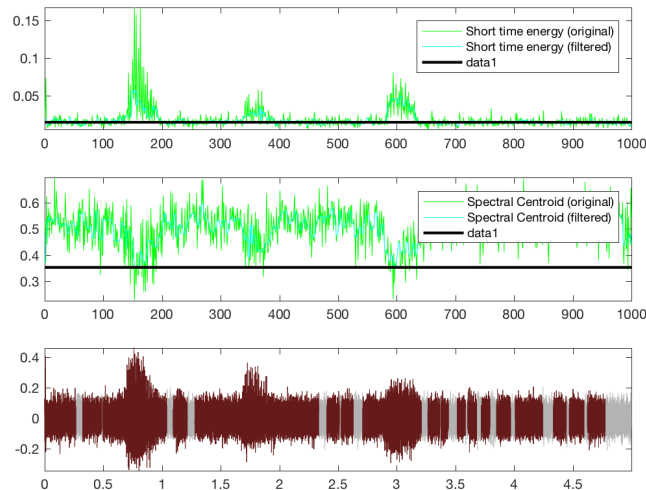 0.15
0.1
0.05
Short time energy (original)
Short time energy (filtered)
data1
0 100 200 300 400 500 600 700 800 900 1000
0.6
0.5
0.4
0.3
Spectral Centroid (original)
Spectral Centroid (filtered)
data1
0 100 200 300 400 500 600 700 800 900 1000
0.4
0.2
0
-0.2
0 0.5 1 1.5 2 2.5 3 3.5 4 4.5